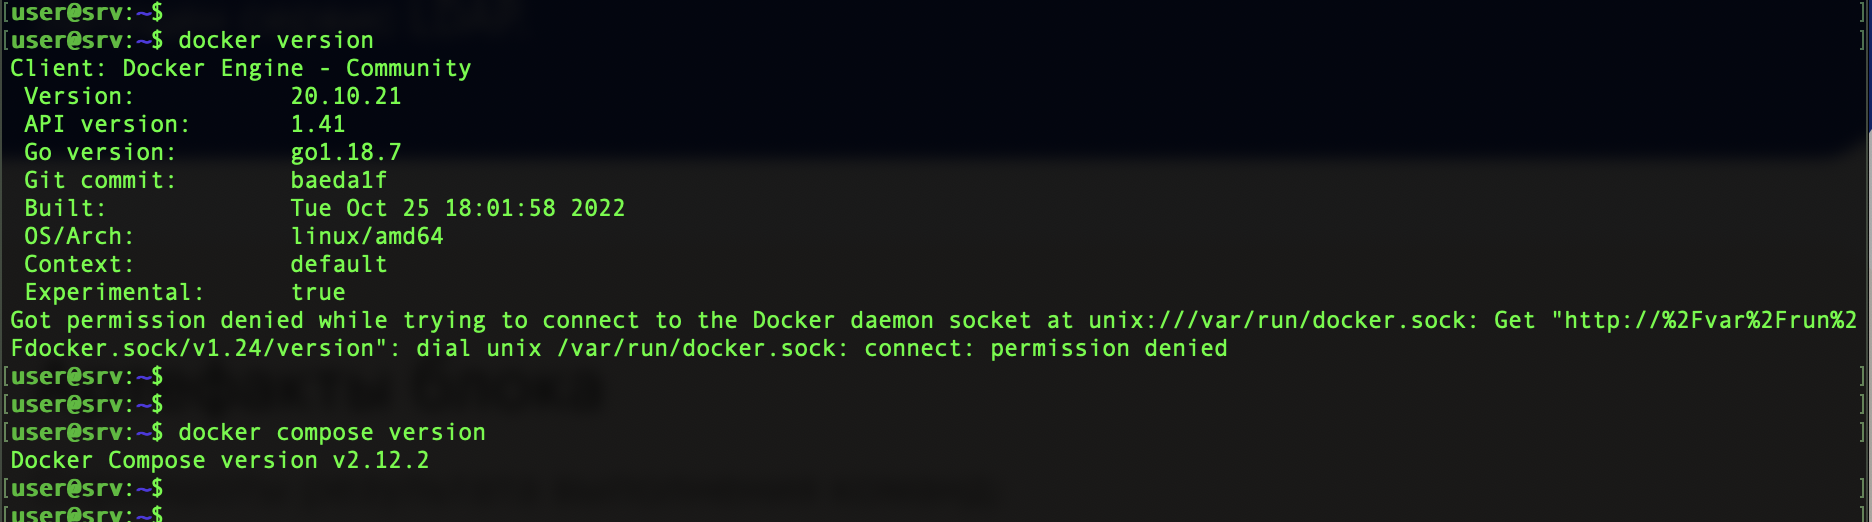 [user@srv:~$ ]
[user@srv:~$ docker version ]
Client: Docker Engine - Community
 Version:           20.10.21
 API version:       1.41
 Go version:        go1.18.7
 Git commit:        baeda1f
 Built:             Tue Oct 25 18:01:58 2022
 OS/Arch:           linux/amd64
 Context:           default
 Experimental:      true
Got permission denied while trying to connect to the Docker daemon socket at unix:///var/run/docker.sock: Get "http://%2Fvar%2Frun%2
Fdocker.sock/v1.24/version": dial unix /var/run/docker.sock: connect: permission denied
[user@srv:~$ ]
[user@srv:~$ ]
[user@srv:~$ docker compose version ]
Docker Compose version v2.12.2
[user@srv:~$ ]
[user@srv:~$ ]